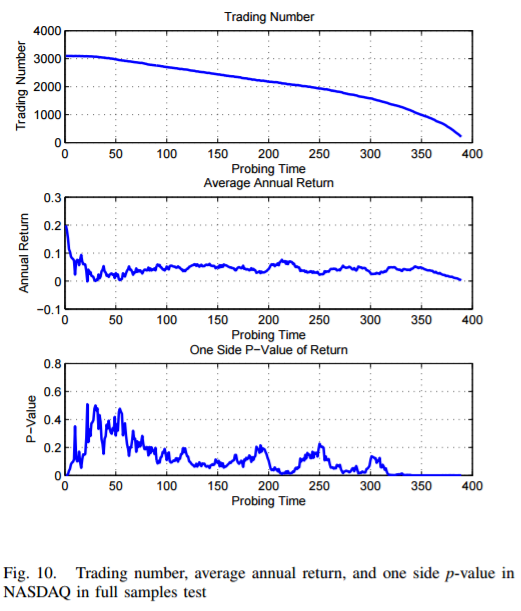 Trading Number
4000
3000
2000
1000
0
Trading Number
0 50 100 150 200 250 300 350 400
Probing Time
Average Annual Return
0.3
0.2
0.1
0
−0.1
Annual Return
0 50 100 150 200 250 300 350 400
Probing Time
One Side P−Value of Return
0.8
0.6
0.4
0.2
0
P−Value
0 50 100 150 200 250 300 350 400
Probing Time
Fig. 10. Trading number, average annual return, and one side p-value in
NASDAQ in full samples test